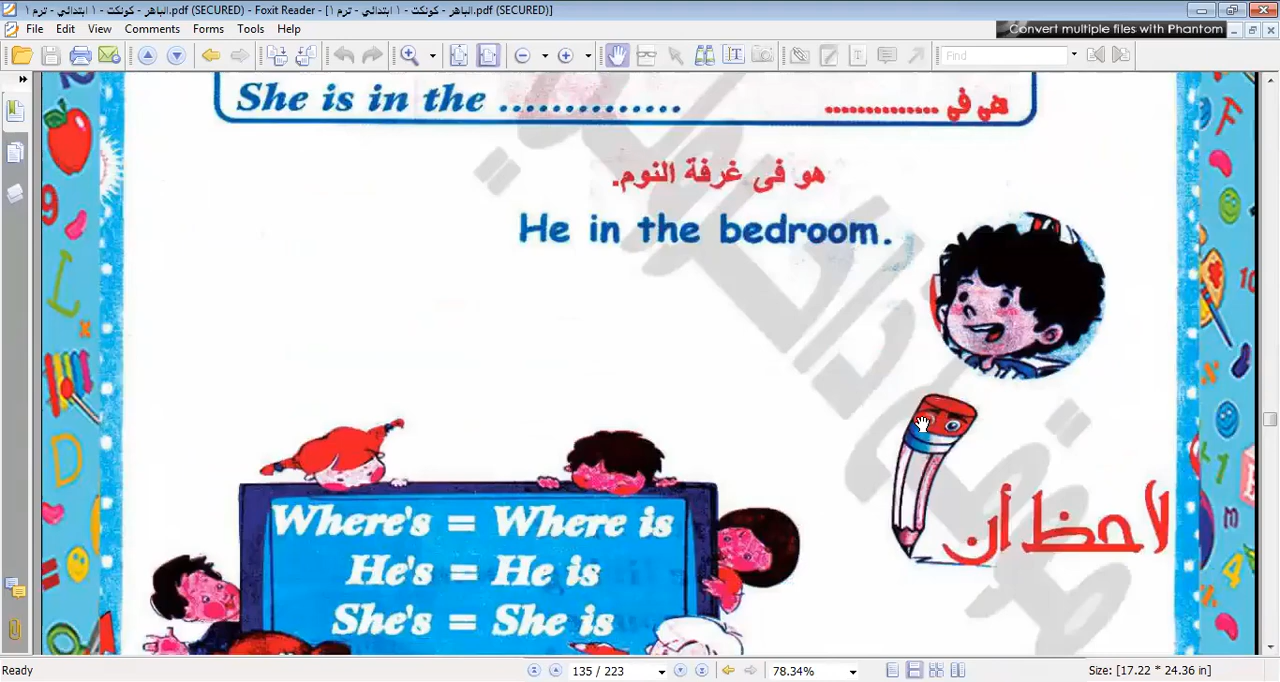 الباهر - كونكت - ١ ابتدائي - ترم ١.pdf (SECURED) - Foxit Reader - [الباهر - كونكت - ١ ابتدائي - ترم ١.pdf (SECURED)]
File Edit View Comments Forms Tools Help
Convert multiple files with Phantom
Find
She is in the .............. هي في ..............
هو فى غرفة النوم.
He in the bedroom.
لاحظ أن
Where's = Where is
He's = He is
She's = She is
Ready 135 / 223 78.34% Size: [17.22 * 24.36 in]